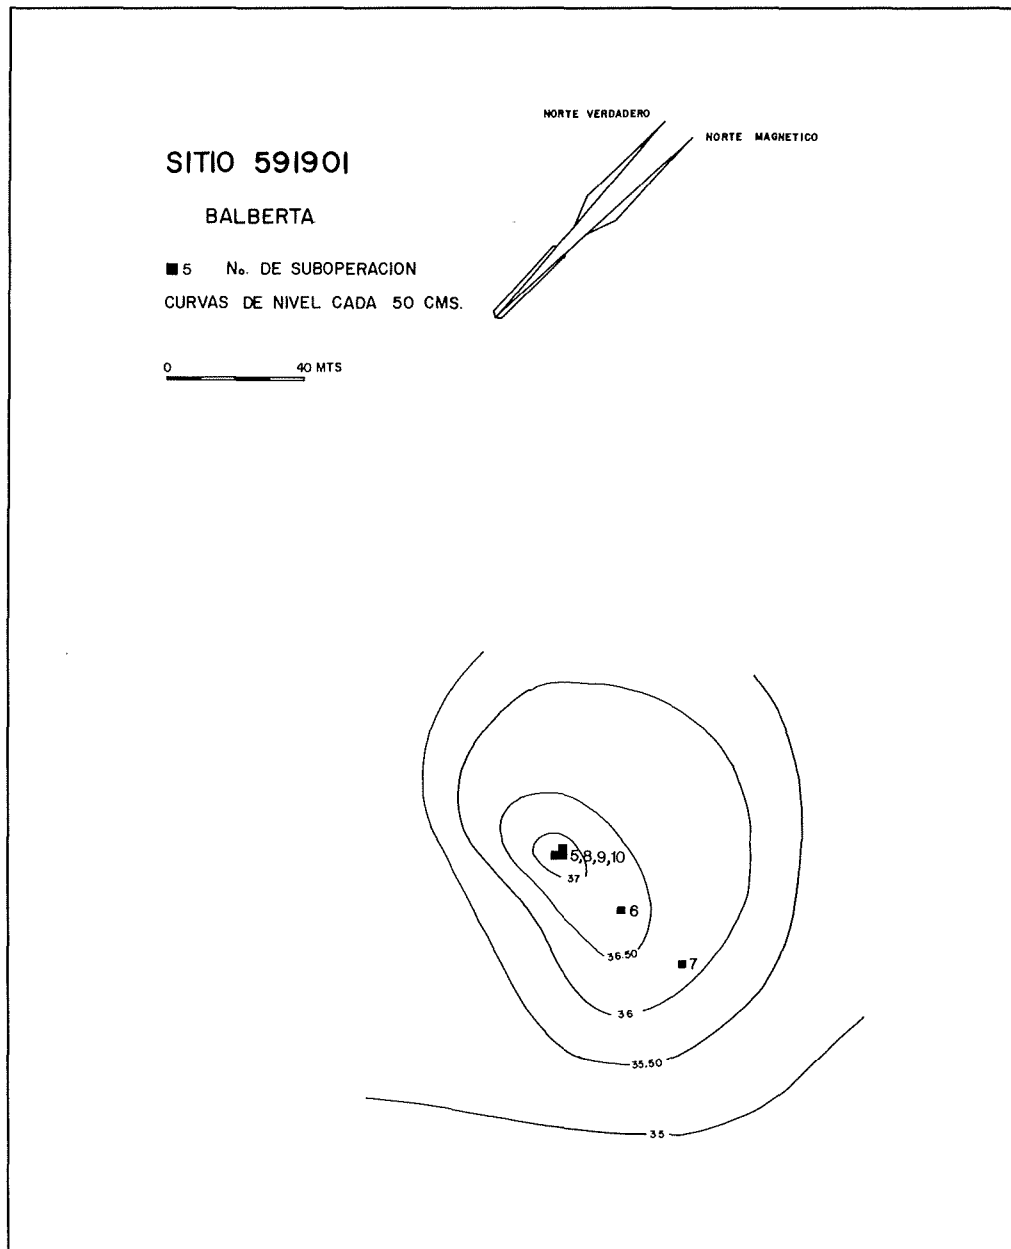 NORTE VERDADERO
NORTE MAGNETICO
SITIO 591901
BALBERTA
5 No. DE SUBOPERACION
CURVAS DE NIVEL CADA 50 CMS.
0 40 MTS
5,8,9,10
37
6
36.50
7
36
35.50
35